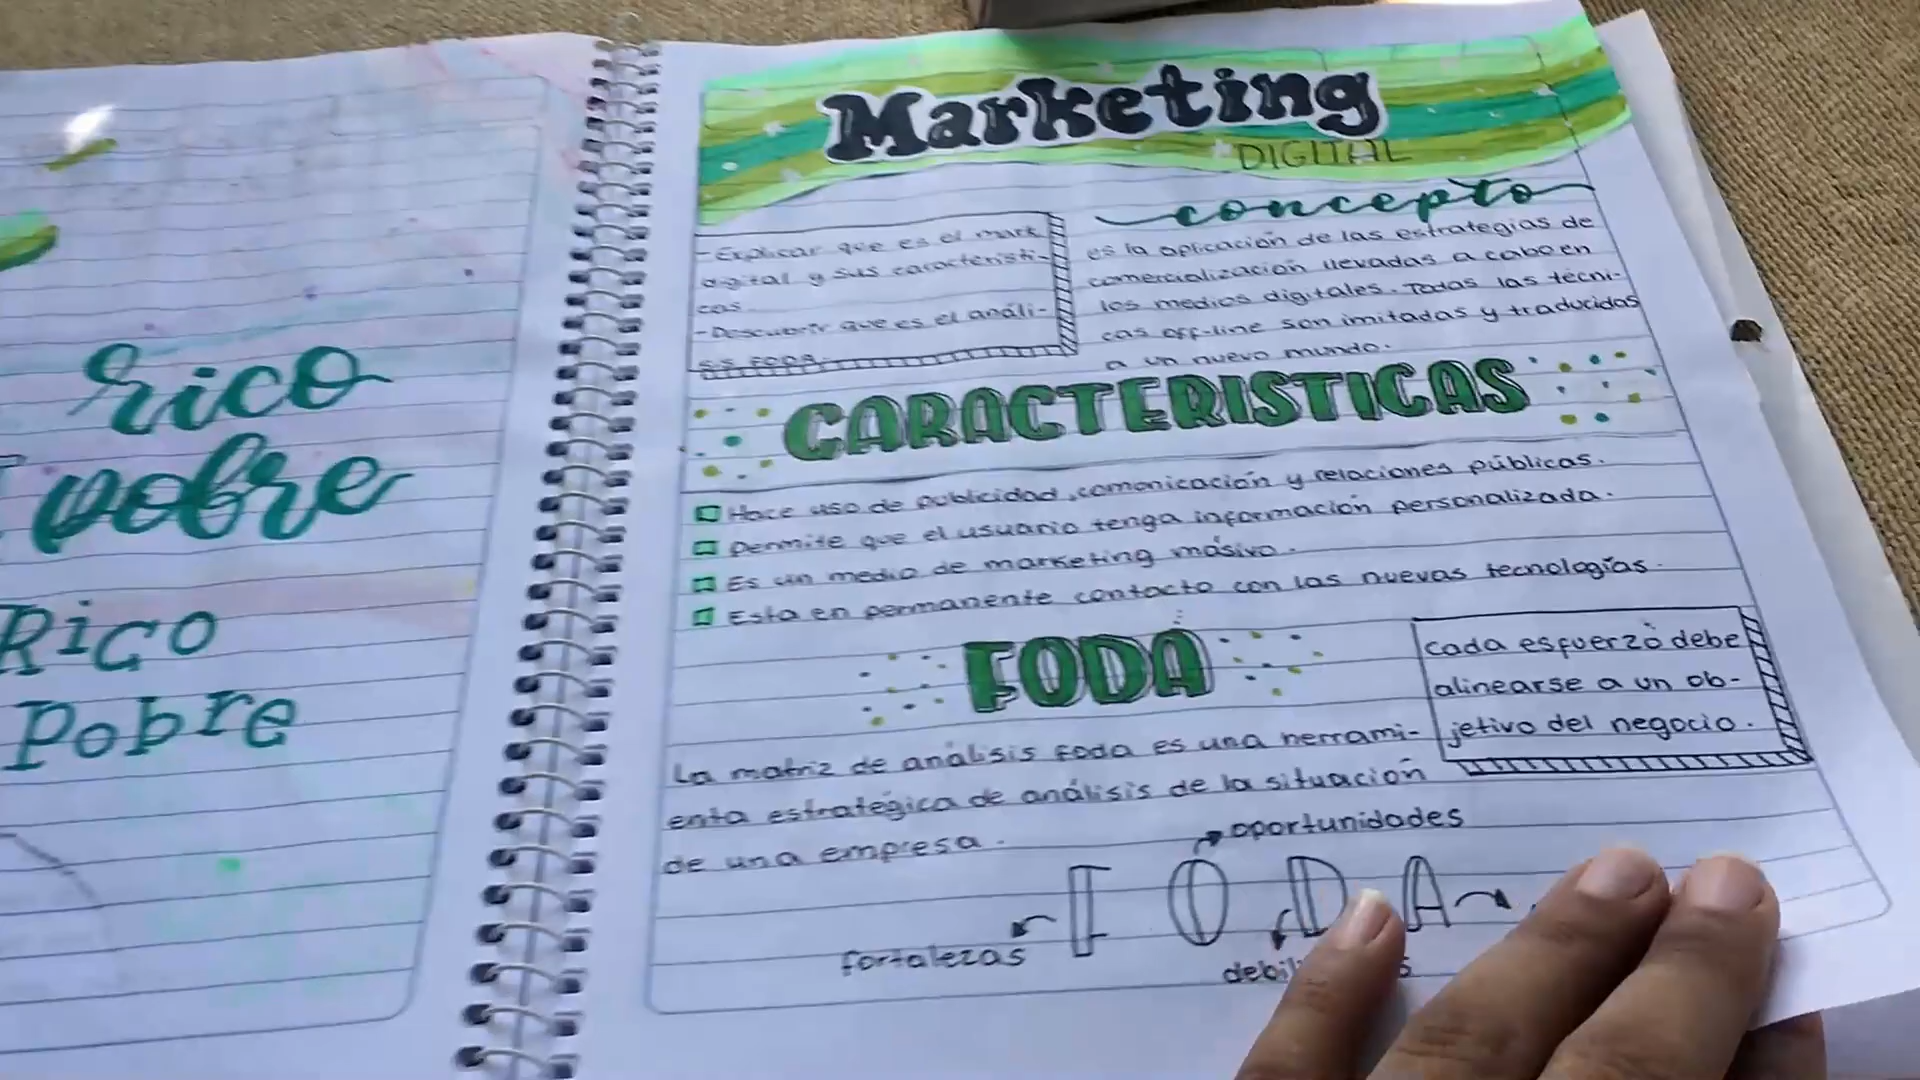 rico
pobre
Rico
Pobre
Marketing
DIGITAL
-Explicar que es el mark
digital y sus caracteristi-
cas.
-Descubrir que es el análi-
sis FODA.
concepto
es la aplicación de las estrategias de
comercialización llevadas a cabo en
los medios digitales. Todas las técni-
cas off-line son imitadas y traducidas
a un nuevo mundo.
CARACTERISTICAS
Hace uso de publicidad, comonicación y relaciones públicas.
Permite que el usuario tenga información personalizada.
Es un medio de marketing másivo.
Esta en permanente contacto con las nuevas tecnologías.
FODA
La matriz de análisis foda es una herrami-
enta estratégica de análisis de la situación
de una empresa.
cada esfuerzo debe
alinearse a un ob-
jetivo del negocio.
oportunidades
F O D A
fortalezas